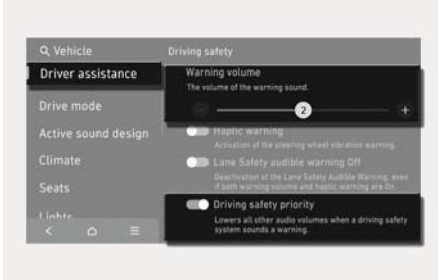 Vehicle
Driving safety
Driver assistance
Warning volume
The volume of the warning sound.
2
Drive mode
Active sound design
Haptic warning
Activation of the steering wheel vibration warning.
Climate
Lane Safety audible warning Off
Deactivation of the Lane Safety Audible Warning, even
if both warning volume and haptic warning are On.
Seats
Driving safety priority
Lowers all other audio volumes when a driving safety
system sounds a warning.
Lights